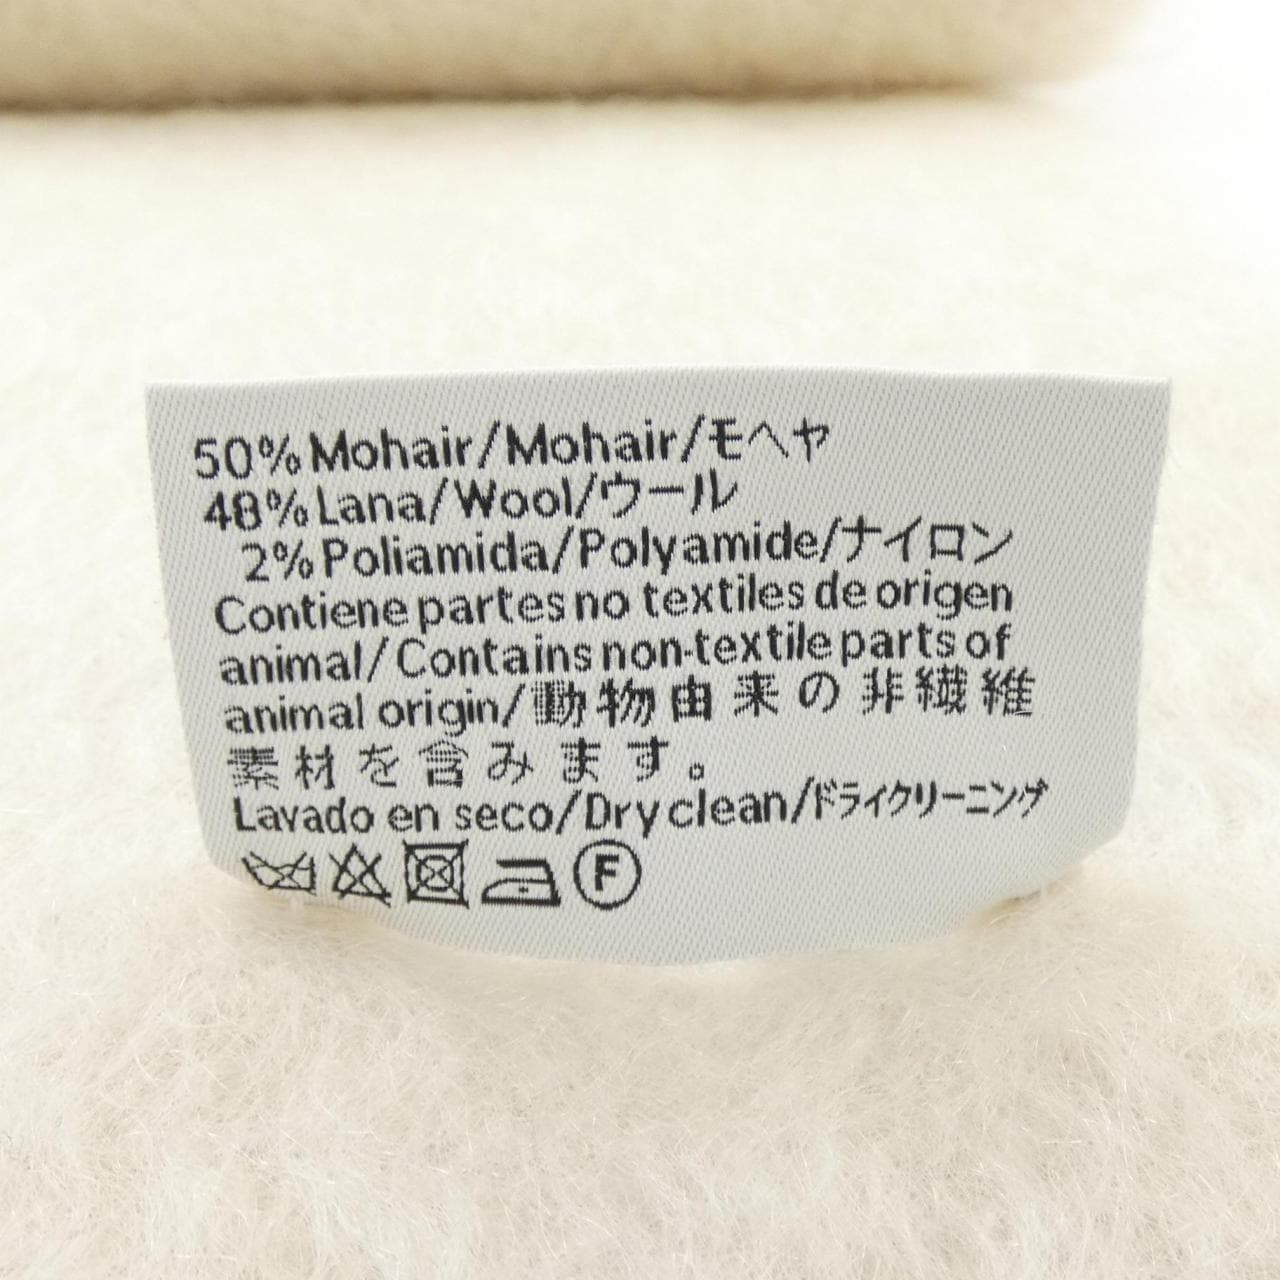 50% Mohair/Mohair/モヘヤ
48% Lana/Wool/ウール
2% Poliamida/Polyamide/ナイロン
Contiene partes no textiles de origen
animal/Contains non-textile parts of
animal origin/動物由来の非繊維
素材を含みます。
Lavado en seco/Dry clean/ドライクリーニング
F